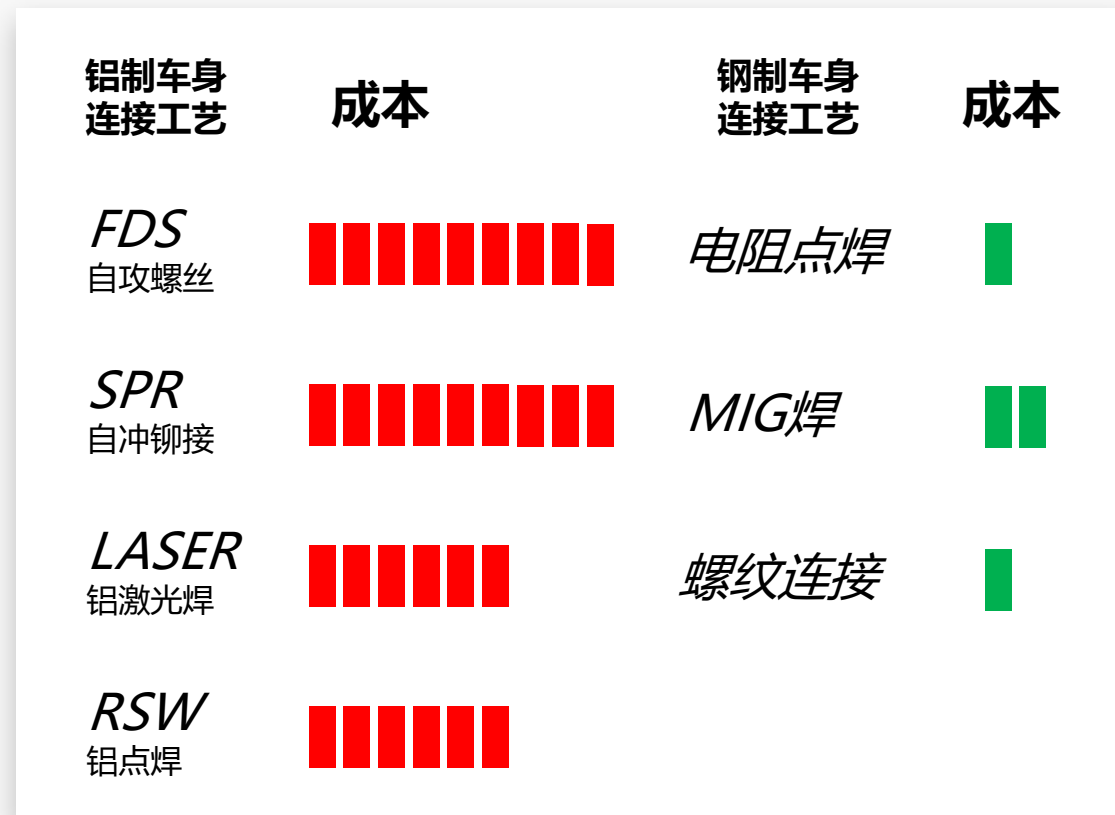 铝制车身
连接工艺
成本
钢制车身
连接工艺
成本
FDS
自攻螺丝
电阻点焊
SPR
自冲铆接
MIG焊
LASER
铝激光焊
螺纹连接
RSW
铝点焊